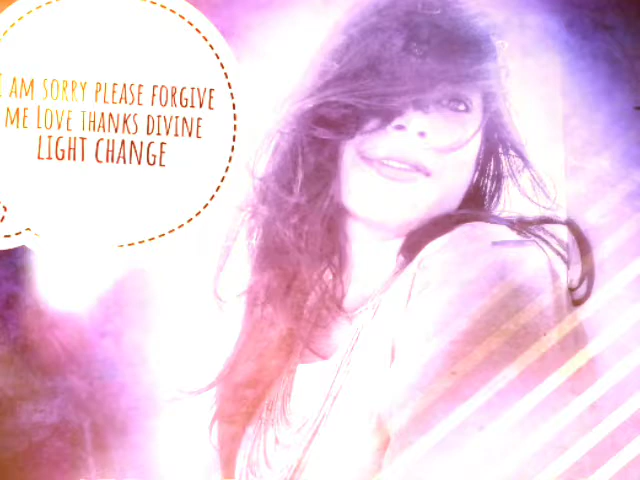 I AM SORRY PLEASE FORGIVE
ME LOVE THANKS DIVINE
LIGHT CHANGE